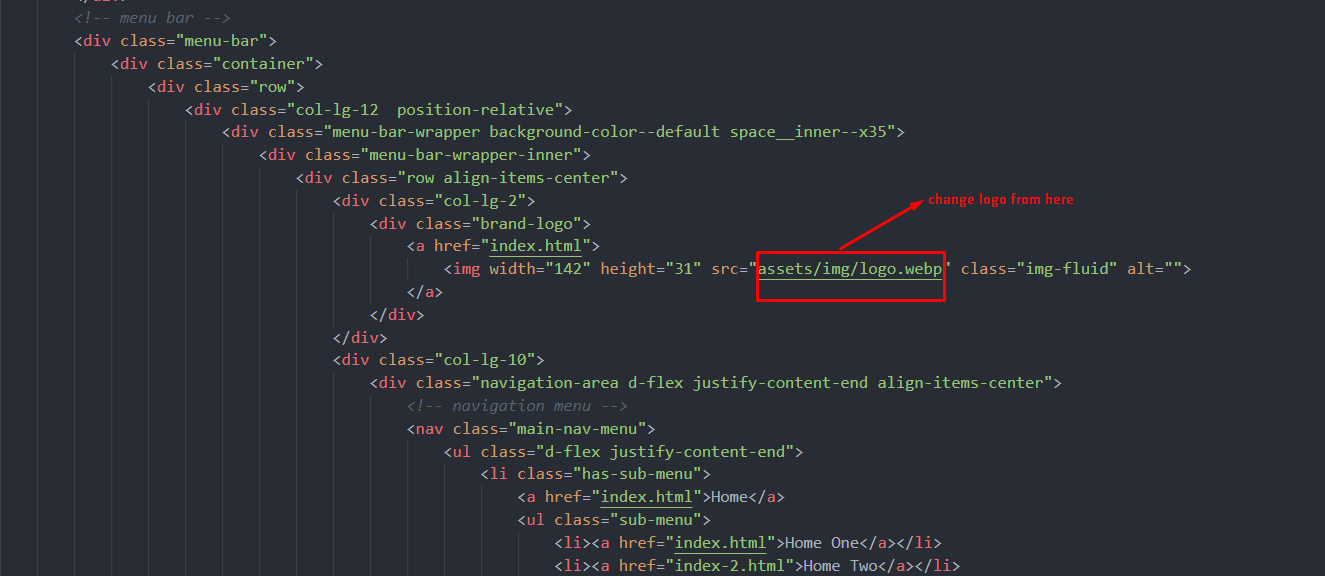 </div>
<!-- menu bar -->
<div class="menu-bar">
<div class="container">
<div class="row">
<div class="col-lg-12  position-relative">
<div class="menu-bar-wrapper background-color--default space__inner--x35">
<div class="menu-bar-wrapper-inner">
<div class="row align-items-center">
<div class="col-lg-2">
change logo from here
<div class="brand-logo">
<a href="index.html">
<img width="142" height="31" src="assets/img/logo.webp" class="img-fluid" alt="">
</a>
</div>
</div>
<div class="col-lg-10">
<div class="navigation-area d-flex justify-content-end align-items-center">
<!-- navigation menu -->
<nav class="main-nav-menu">
<ul class="d-flex justify-content-end">
<li class="has-sub-menu">
<a href="index.html">Home</a>
<ul class="sub-menu">
<li><a href="index.html">Home One</a></li>
<li><a href="index-2.html">Home Two</a></li>